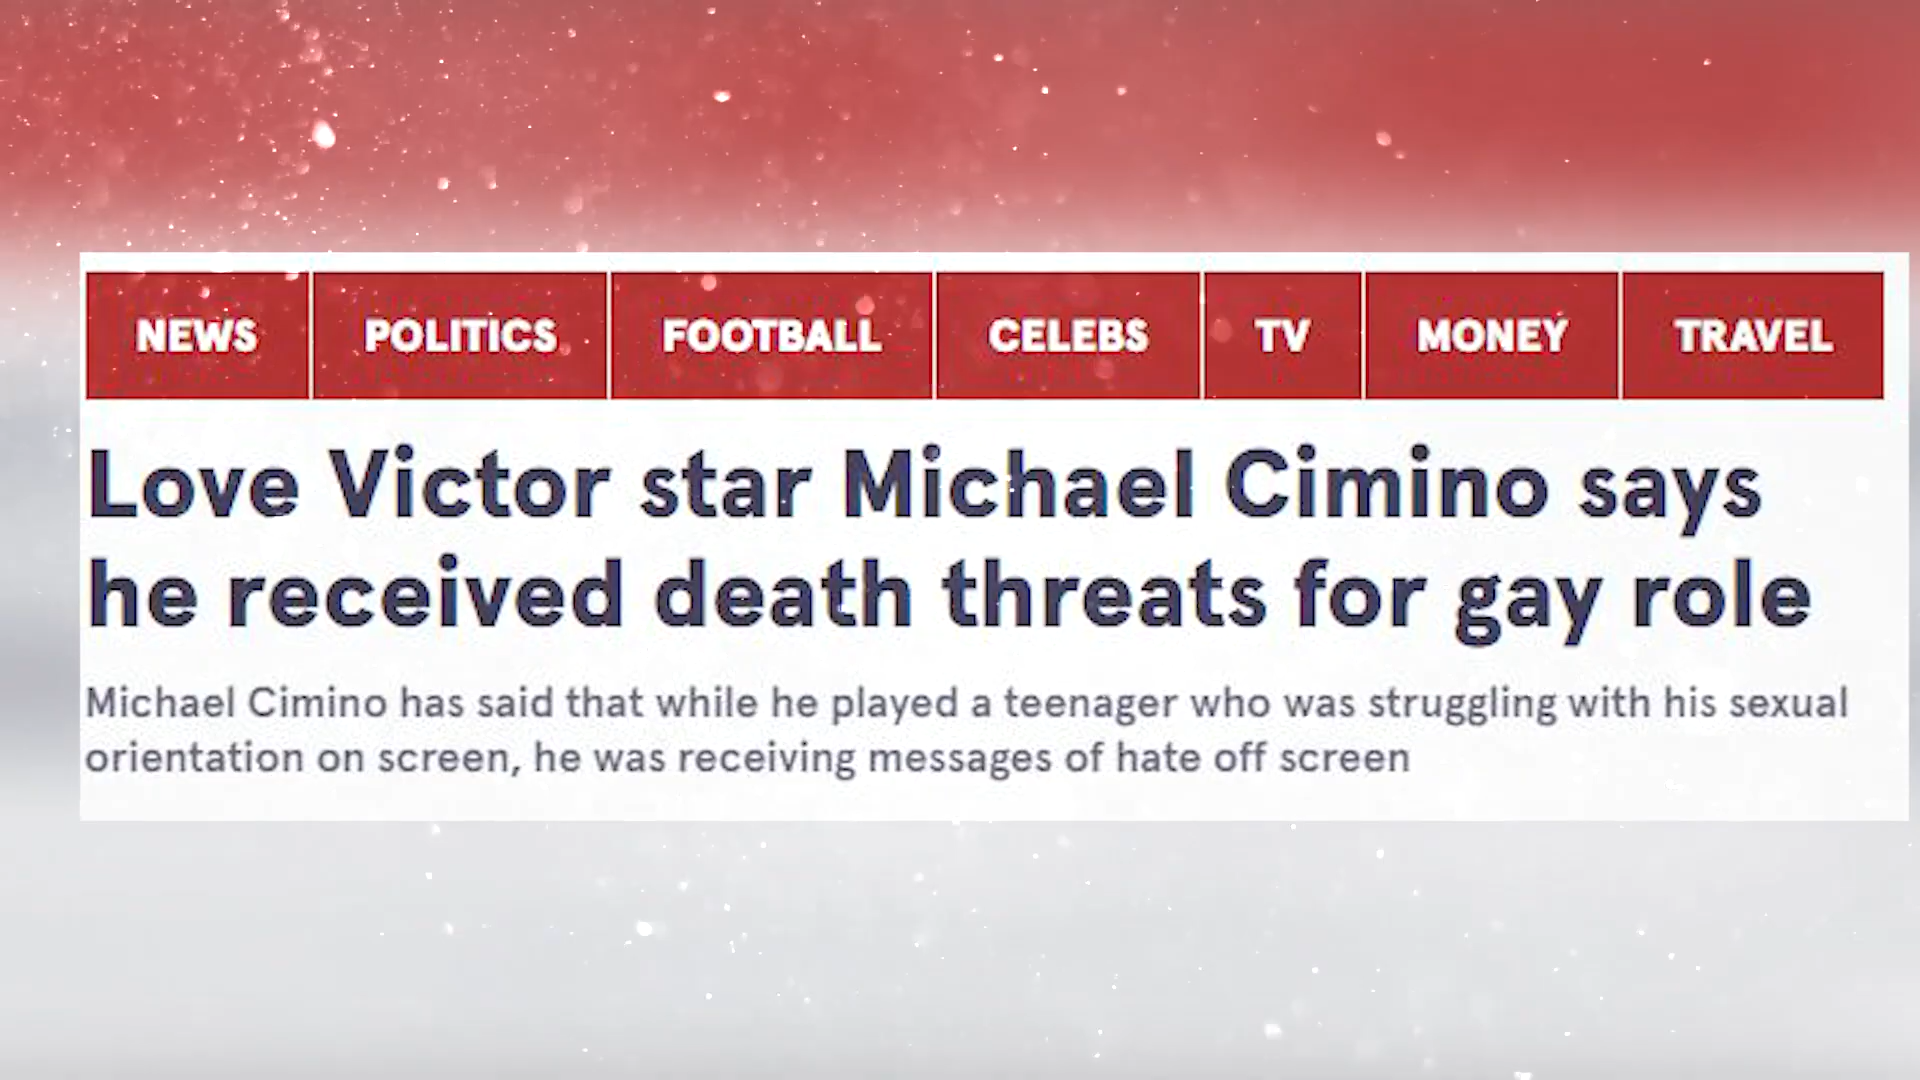 NEWS POLITICS FOOTBALL CELEBS TV MONEY TRAVEL
Love Victor star Michael Cimino says
he received death threats for gay role
Michael Cimino has said that while he played a teenager who was struggling with his sexual
orientation on screen, he was receiving messages of hate off screen